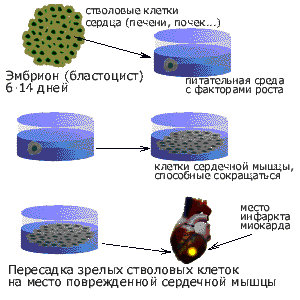 стволовые клетки
сердца (печени, почек...)
Эмбрион (бластоцист)
6-14 дней
питательная среда
с факторами роста
клетки сердечной мышцы,
способные сокращаться
место
инфаркта
миокарда
Пересадка зрелых стволовых клеток
на место поврежденной сердечной мышцы